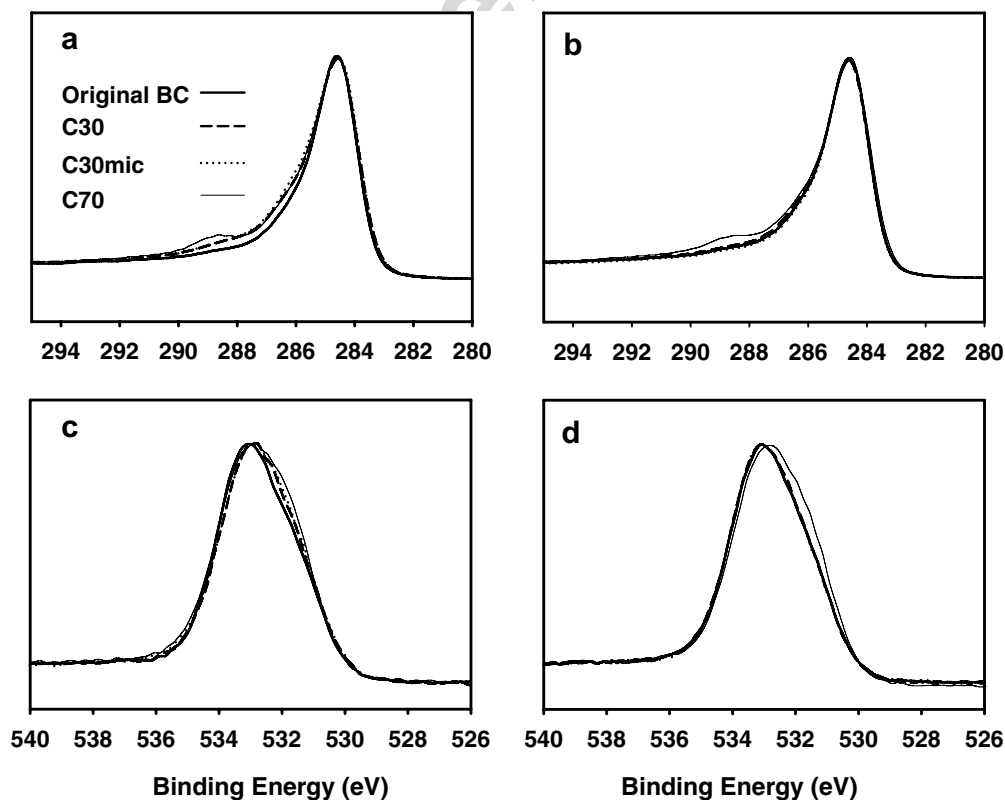 a
Original BC
C30
C30mic
C70
b
294 292 290 288 286 284 282 280
294 292 290 288 286 284 282 280
c
d
540 538 536 534 532 530 528 526
540 538 536 534 532 530 528 526
Binding Energy (eV)
Binding Energy (eV)